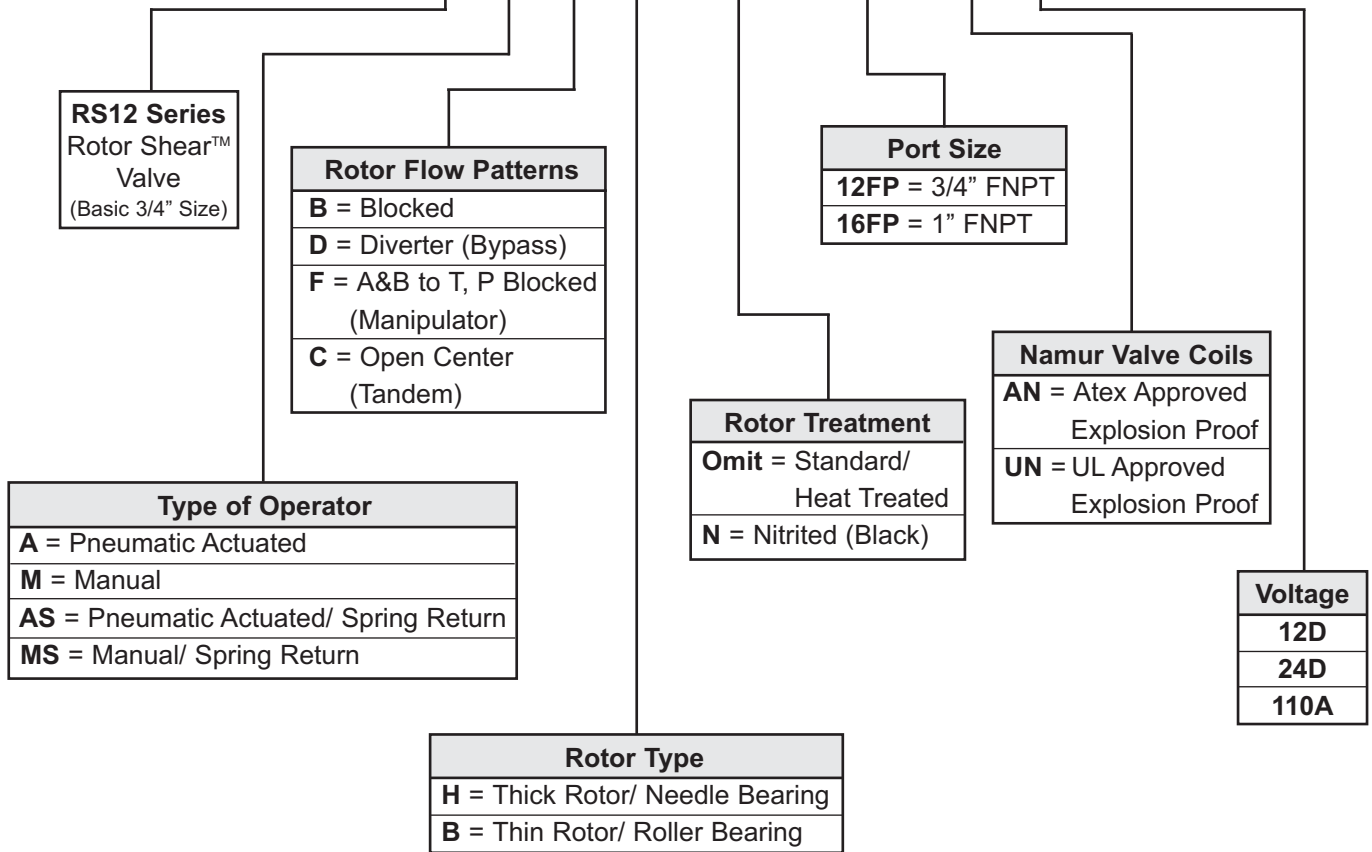 RS12 Series
Rotor Shear™
Valve
(Basic 3/4” Size)
Rotor Flow Patterns
B = Blocked
D = Diverter (Bypass)
F = A&B to T, P Blocked
(Manipulator)
C = Open Center
(Tandem)
Port Size
12FP = 3/4” FNPT
16FP = 1” FNPT
Namur Valve Coils
AN = Atex Approved
Explosion Proof
UN = UL Approved
Explosion Proof
Rotor Treatment
Omit = Standard/
Heat Treated
N = Nitrited (Black)
Type of Operator
A = Pneumatic Actuated
M = Manual
AS = Pneumatic Actuated/ Spring Return
MS = Manual/ Spring Return
Voltage
12D
24D
110A
Rotor Type
H = Thick Rotor/ Needle Bearing
B = Thin Rotor/ Roller Bearing